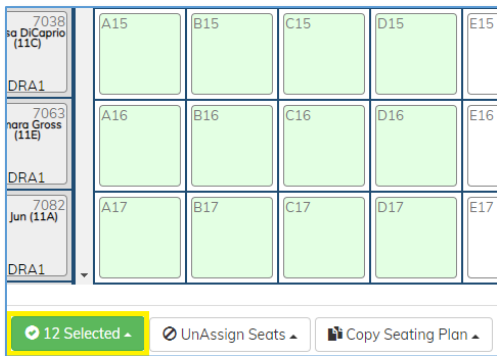 7038
sa DiCaprio
(11C)
DRA1
A15
B15
C15
D15
E15
7063
nara Gross
(11E)
DRA1
A16
B16
C16
D16
E16
7082
Jun (11A)
DRA1
A17
B17
C17
D17
E17
12 Selected
UnAssign Seats
Copy Seating Plan